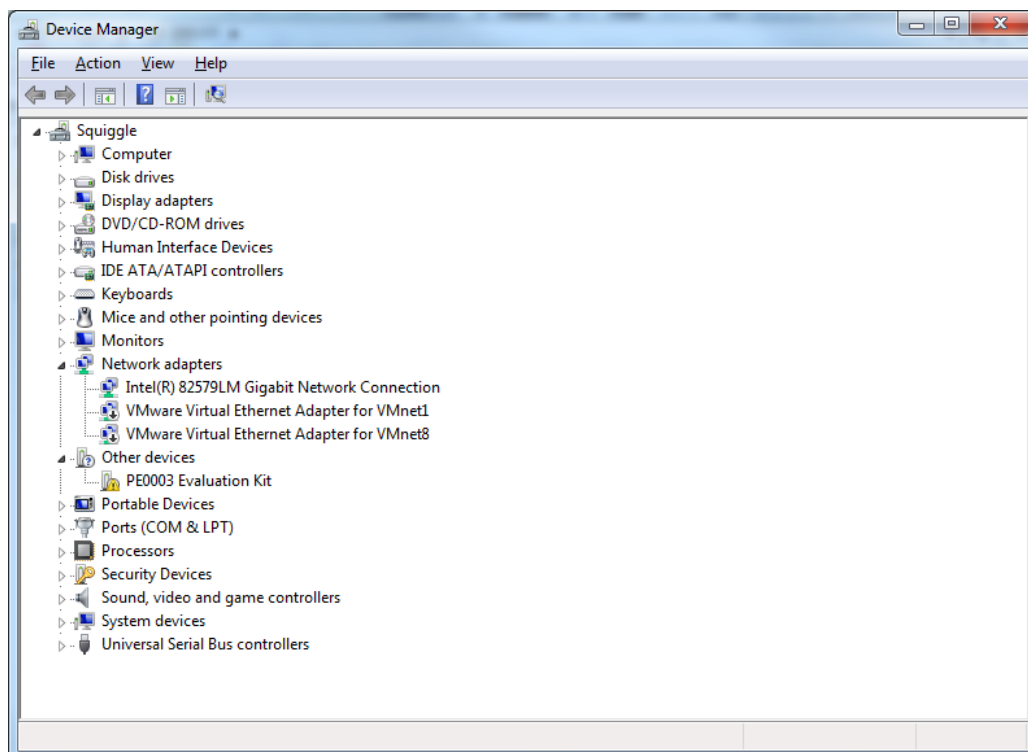 Device Manager
File Action View Help
Squiggle
Computer
Disk drives
Display adapters
DVD/CD-ROM drives
Human Interface Devices
IDE ATA/ATAPI controllers
Keyboards
Mice and other pointing devices
Monitors
Network adapters
Intel(R) 82579LM Gigabit Network Connection
VMware Virtual Ethernet Adapter for VMnet1
VMware Virtual Ethernet Adapter for VMnet8
Other devices
PE0003 Evaluation Kit
Portable Devices
Ports (COM & LPT)
Processors
Security Devices
Sound, video and game controllers
System devices
Universal Serial Bus controllers